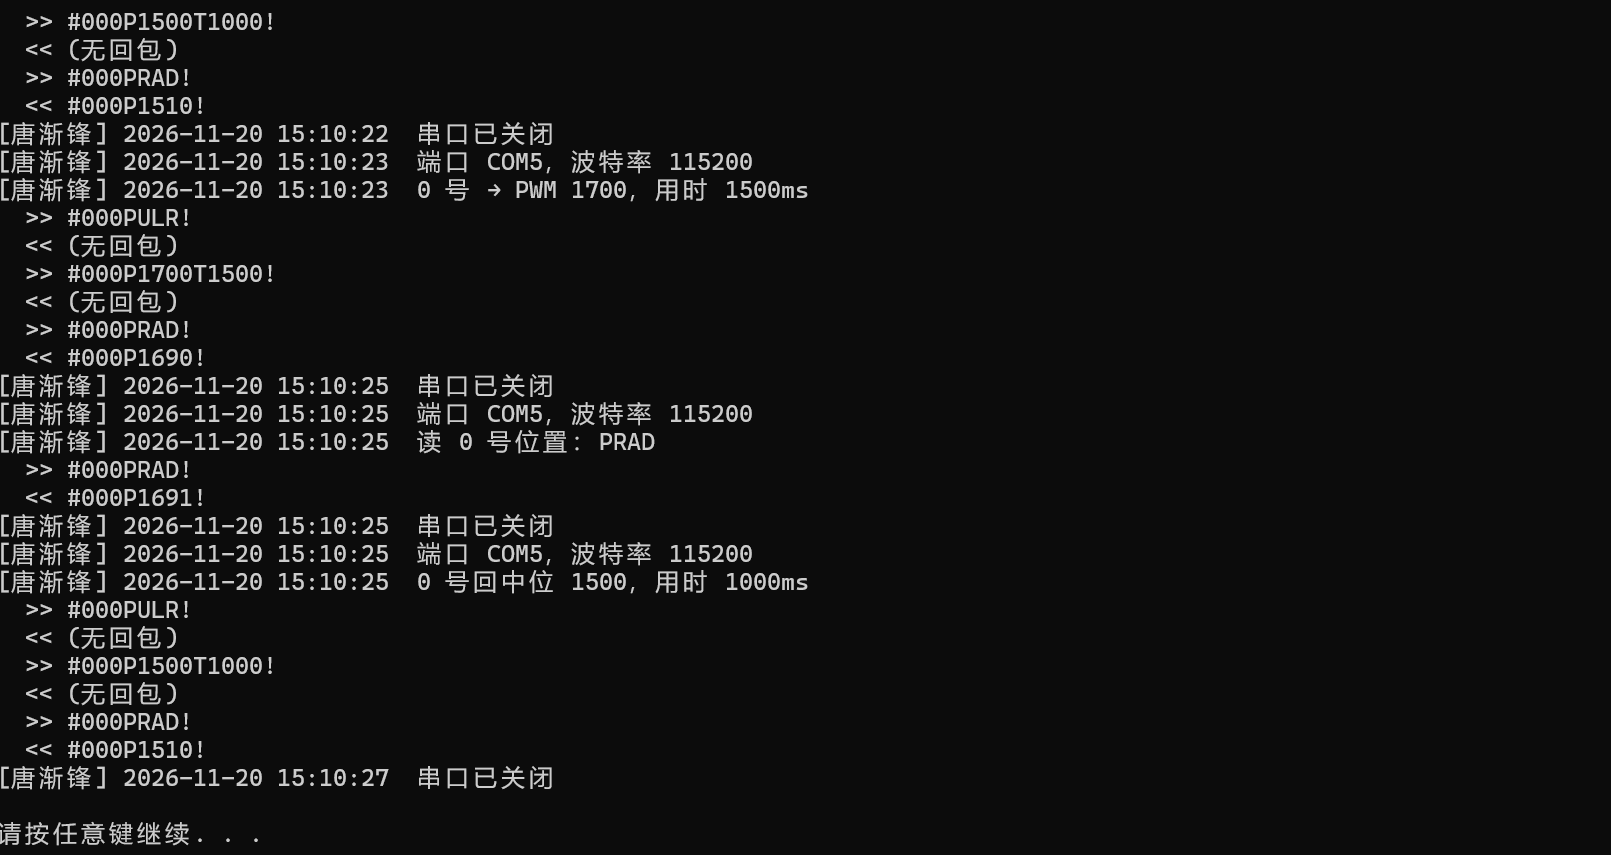 >> #000P1500T1000!
<< (无回包)
>> #000PRAD!
<< #000P1510!
[唐渐锋] 2026-11-20 15:10:22  串口已关闭
[唐渐锋] 2026-11-20 15:10:23  端口 COM5, 波特率 115200
[唐渐锋] 2026-11-20 15:10:23  0 号 → PWM 1700, 用时 1500ms
>> #000PULR!
<< (无回包)
>> #000P1700T1500!
<< (无回包)
>> #000PRAD!
<< #000P1690!
[唐渐锋] 2026-11-20 15:10:25  串口已关闭
[唐渐锋] 2026-11-20 15:10:25  端口 COM5, 波特率 115200
[唐渐锋] 2026-11-20 15:10:25  读 0 号位置: PRAD
>> #000PRAD!
<< #000P1691!
[唐渐锋] 2026-11-20 15:10:25  串口已关闭
[唐渐锋] 2026-11-20 15:10:25  端口 COM5, 波特率 115200
[唐渐锋] 2026-11-20 15:10:25  0 号回中位 1500, 用时 1000ms
>> #000PULR!
<< (无回包)
>> #000P1500T1000!
<< (无回包)
>> #000PRAD!
<< #000P1510!
[唐渐锋] 2026-11-20 15:10:27  串口已关闭
请按任意键继续. . .